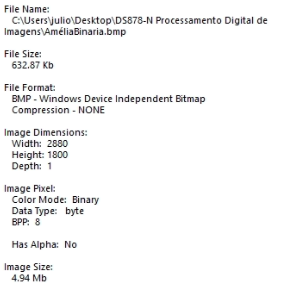 File Name:
C:\Users\julio\Desktop\DS878-N Processamento Digital de
Imagens\AméliaBinaria.bmp
File Size:
632.87 Kb
File Format:
BMP - Windows Device Independent Bitmap
Compression - NONE
Image Dimensions:
Width: 2880
Height: 1800
Depth: 1
Image Pixel:
Color Mode: Binary
Data Type: byte
BPP: 8
Has Alpha: No
Image Size:
4.94 Mb